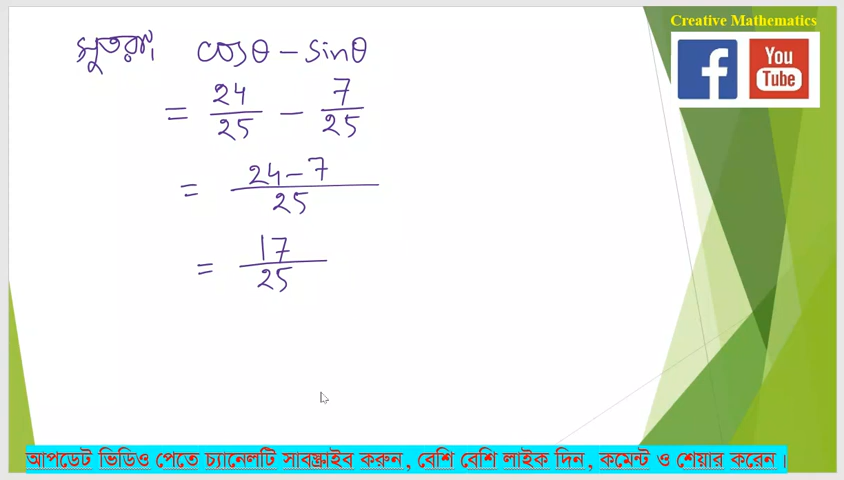 Creative Mathematics
You
Tube
সুতরাং cosθ − sinθ
= 24/25 − 7/25
= 24−7/25
= 17/25
আপডেট ভিডিও পেতে চ্যানেলটি সাবস্ক্রাইব করুন, বেশি বেশি লাইক দিন, কমেন্ট ও শেয়ার করেন।